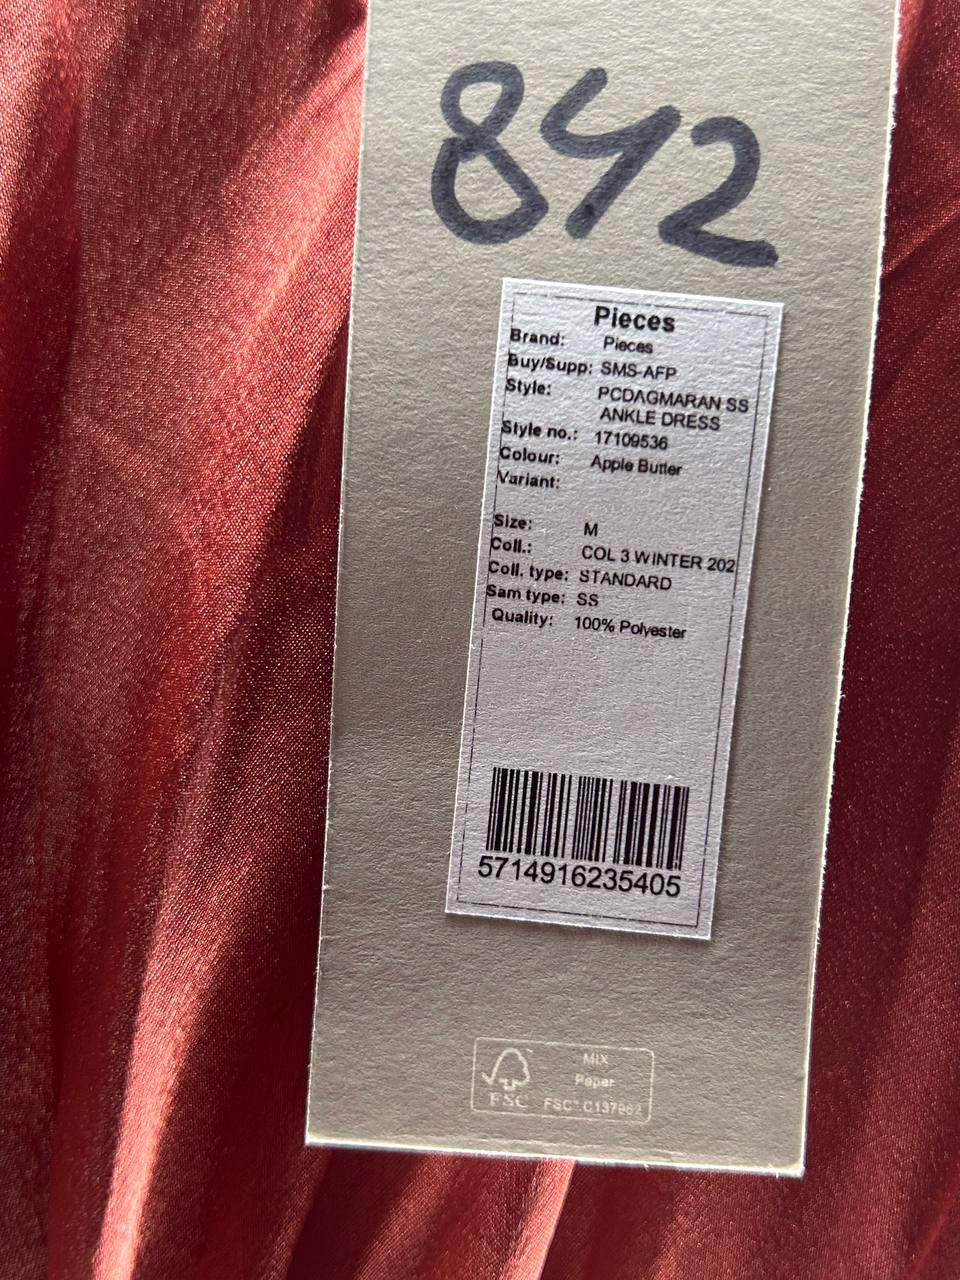 842
Pieces
Brand: Pieces
Buy/Supp: SMS-AFP
Style: PCDAGMARAN SS
ANKLE DRESS
Style no.: 17109536
Colour: Apple Butter
Variant:
Size: M
Coll.: COL 3 WINTER 202
Coll. type: STANDARD
Sam type: SS
Quality: 100% Polyester
5714916235405
MIX
Paper
FSC
FSC® C137982